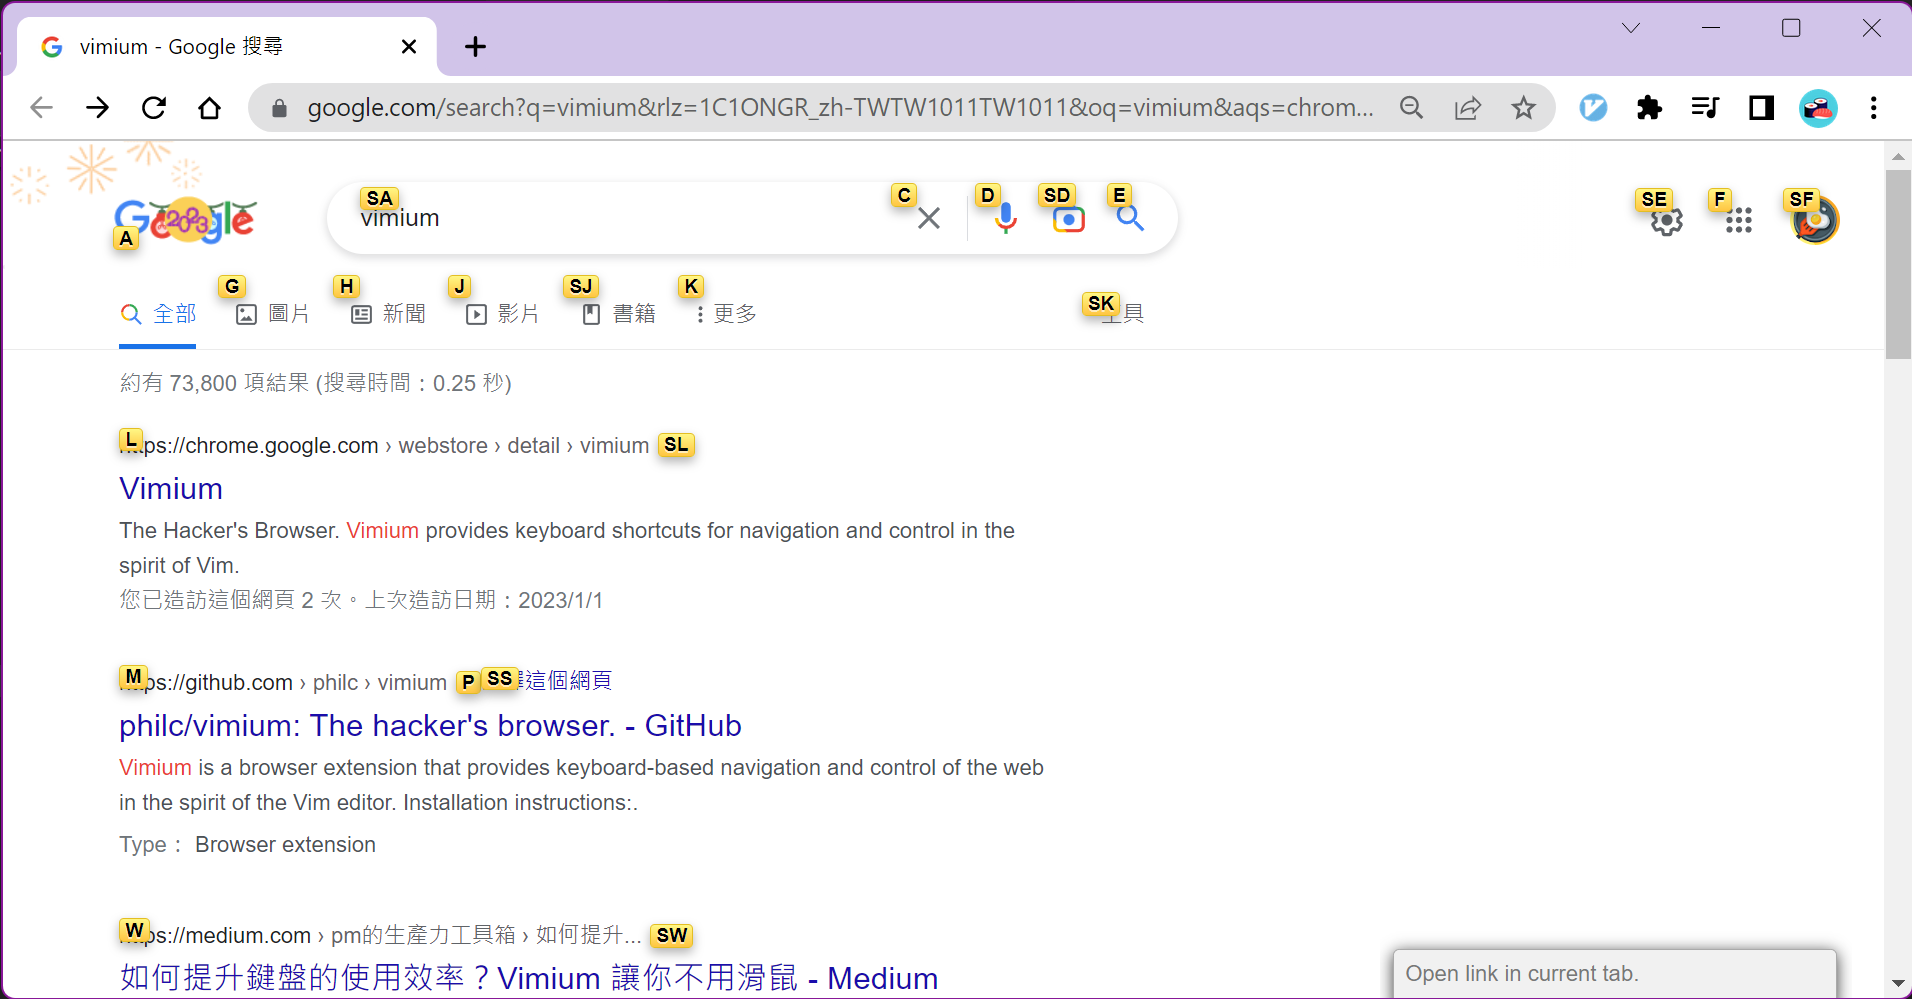 vimium - Google 搜尋
google.com/search?q=vimium&rlz=1C1ONGR_zh-TWTW1011TW1011&oq=vimium&aqs=chrom...
Google 2023
A
SA
vimium
C
D
SD
E
SE
F
SF
全部
G
圖片
H
新聞
J
影片
SJ
書籍
K
更多
SK
具
約有 73,800 項結果 (搜尋時間：0.25 秒)
L
ps://chrome.google.com › webstore › detail › vimium
SL
Vimium
The Hacker's Browser. Vimium provides keyboard shortcuts for navigation and control in the
spirit of Vim.
您已造訪這個網頁 2 次。上次造訪日期：2023/1/1
M
ps://github.com › philc › vimium
P
SS
這個網頁
philc/vimium: The hacker's browser. - GitHub
Vimium is a browser extension that provides keyboard-based navigation and control of the web
in the spirit of the Vim editor. Installation instructions:.
Type： Browser extension
W
ps://medium.com › pm的生產力工具箱 › 如何提升...
SW
如何提升鍵盤的使用效率？Vimium 讓你不用滑鼠 - Medium
Open link in current tab.